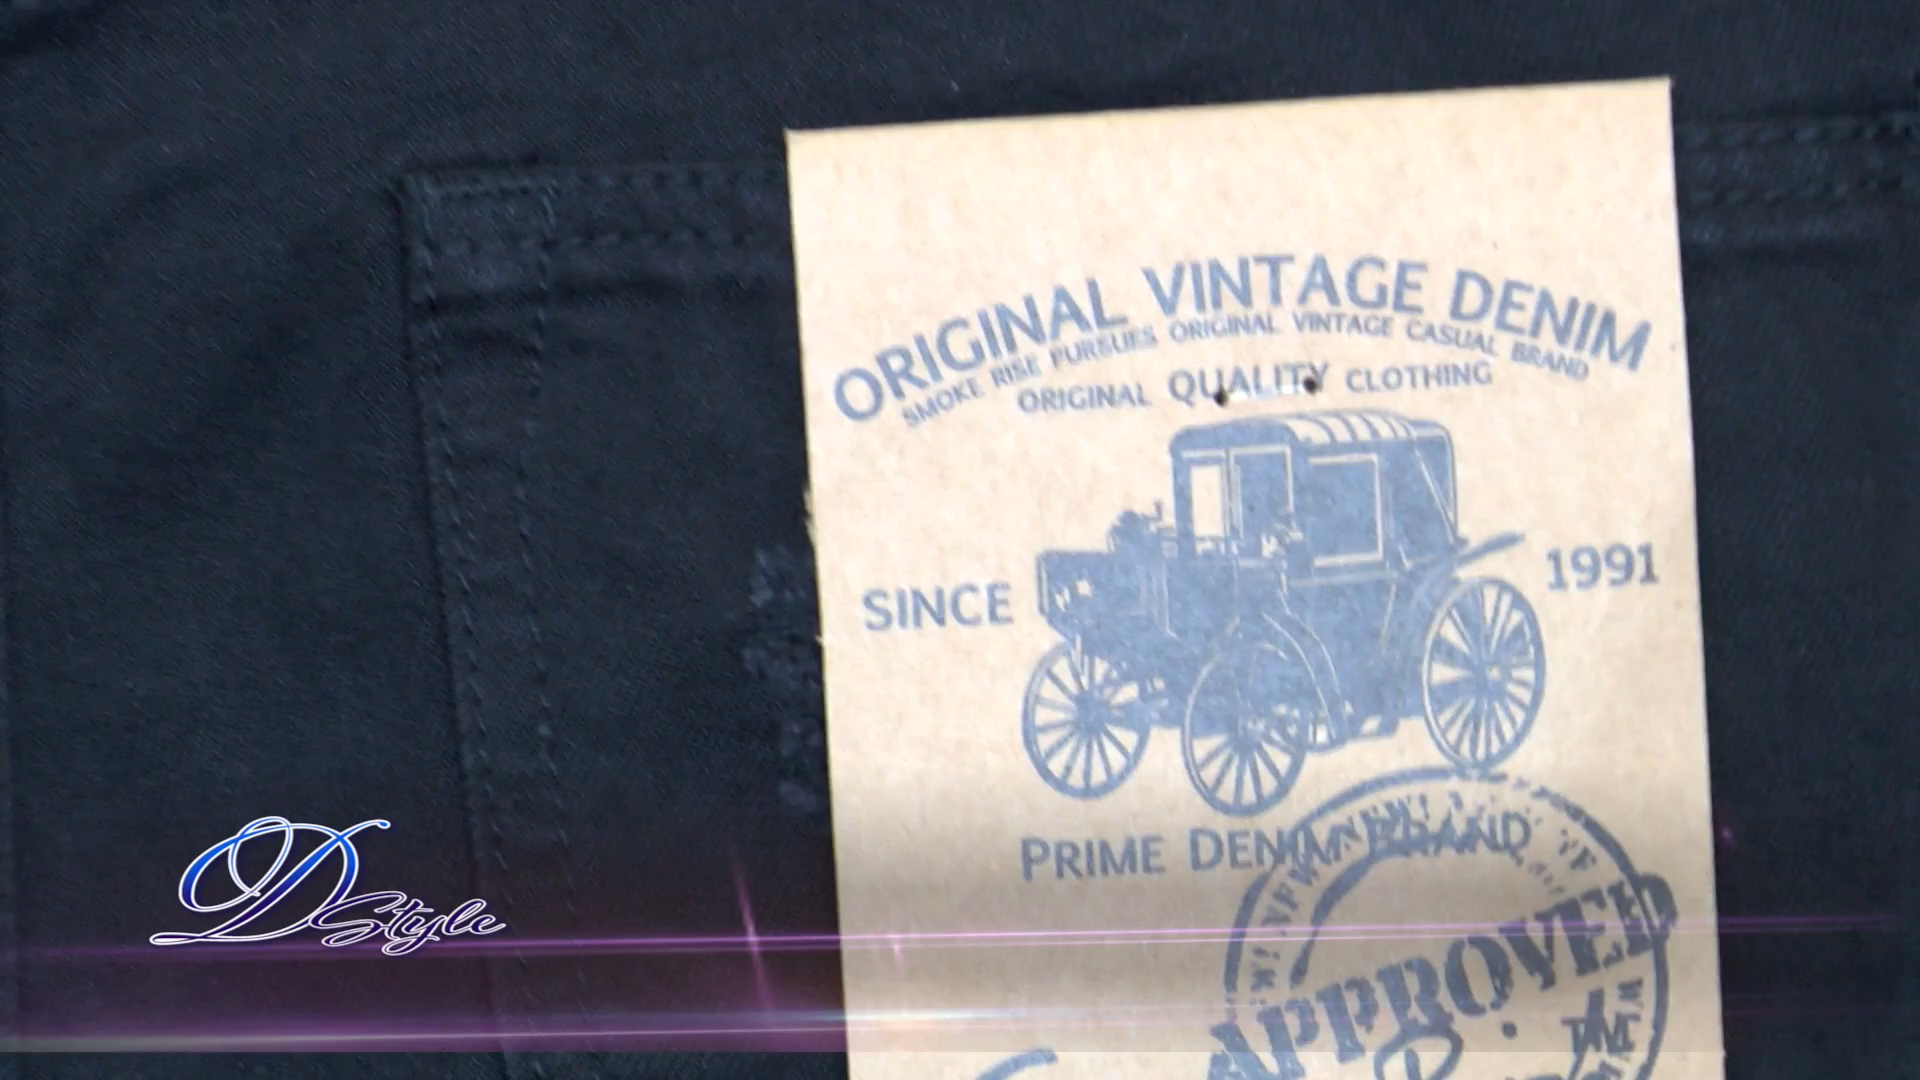 ORIGINAL VINTAGE DENIM
SMOKE RISE PURSUES ORIGINAL VINTAGE CASUAL BRAND
ORIGINAL QUALITY CLOTHING
SINCE 1991
PRIME DENIM BRAND
APPROVED
D Style